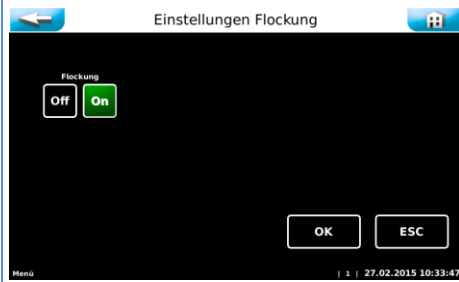 Einstellungen Flockung
Flockung
Off On
OK ESC
Menü | 1 | 27.02.2015 10:33:47